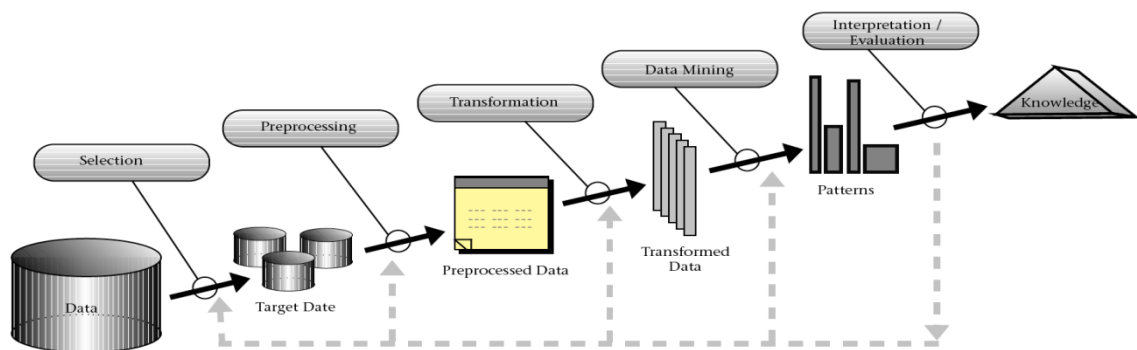 Interpretation /
Evaluation
Data Mining
Transformation
Preprocessing
Selection
Data
Target Date
Preprocessed Data
Transformed
Data
Patterns
Knowledge